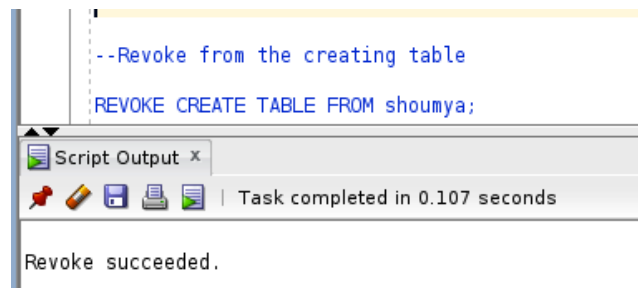 --Revoke from the creating table
REVOKE CREATE TABLE FROM shoumya;
Script Output x
Task completed in 0.107 seconds
Revoke succeeded.